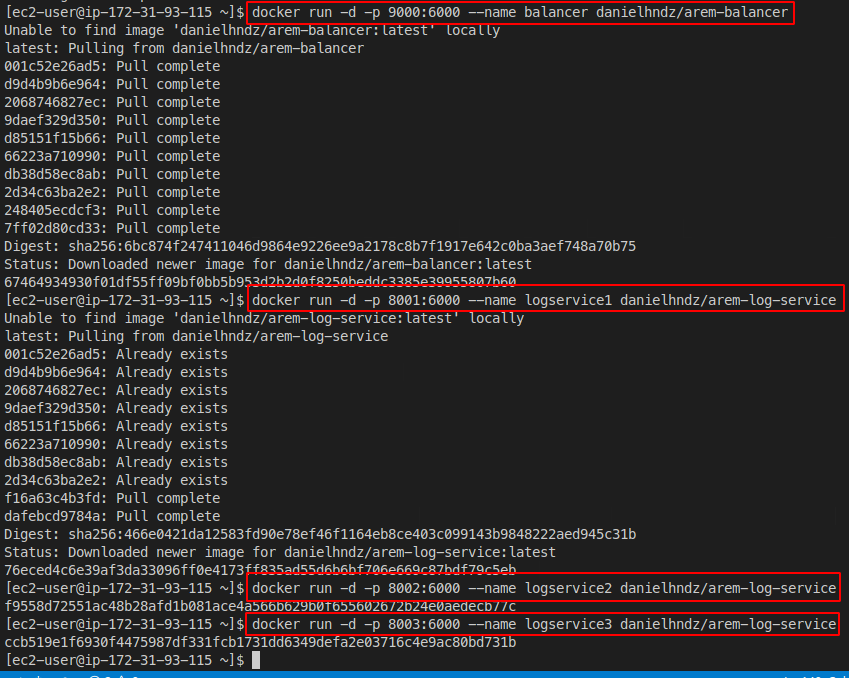 [ec2-user@ip-172-31-93-115 ~]$ docker run -d -p 9000:6000 --name balancer danielhndz/arem-balancer
Unable to find image 'danielhndz/arem-balancer:latest' locally
latest: Pulling from danielhndz/arem-balancer
001c52e26ad5: Pull complete
d9d4b9b6e964: Pull complete
2068746827ec: Pull complete
9daef329d350: Pull complete
d85151f15b66: Pull complete
66223a710990: Pull complete
db38d58ec8ab: Pull complete
2d34c63ba2e2: Pull complete
248405ecdcf3: Pull complete
7ff02d80cd33: Pull complete
Digest: sha256:6bc874f247411046d9864e9226ee9a2178c8b7f1917e642c0ba3aef748a70b75
Status: Downloaded newer image for danielhndz/arem-balancer:latest
67464934930f01df55ff09bf0bb5b953d2b2d0f8250beddc3385e39955807b60
[ec2-user@ip-172-31-93-115 ~]$ docker run -d -p 8001:6000 --name logservice1 danielhndz/arem-log-service
Unable to find image 'danielhndz/arem-log-service:latest' locally
latest: Pulling from danielhndz/arem-log-service
001c52e26ad5: Already exists
d9d4b9b6e964: Already exists
2068746827ec: Already exists
9daef329d350: Already exists
d85151f15b66: Already exists
66223a710990: Already exists
db38d58ec8ab: Already exists
2d34c63ba2e2: Already exists
f16a63c4b3fd: Pull complete
dafebcd9784a: Pull complete
Digest: sha256:466e0421da12583fd90e78ef46f1164eb8ce403c099143b9848222aed945c31b
Status: Downloaded newer image for danielhndz/arem-log-service:latest
76eced4c6e39af3da33096ff0e4173ff835ad55d6b6bf706e669c87bdf79c5eb
[ec2-user@ip-172-31-93-115 ~]$ docker run -d -p 8002:6000 --name logservice2 danielhndz/arem-log-service
f9558d72551ac48b28afd1b081ace4a566b629b0f655602672b24e0aedecb77c
[ec2-user@ip-172-31-93-115 ~]$ docker run -d -p 8003:6000 --name logservice3 danielhndz/arem-log-service
ccb519e1f6930f4475987df331fcb1731dd6349defa2e03716c4e9ac80bd731b
[ec2-user@ip-172-31-93-115 ~]$